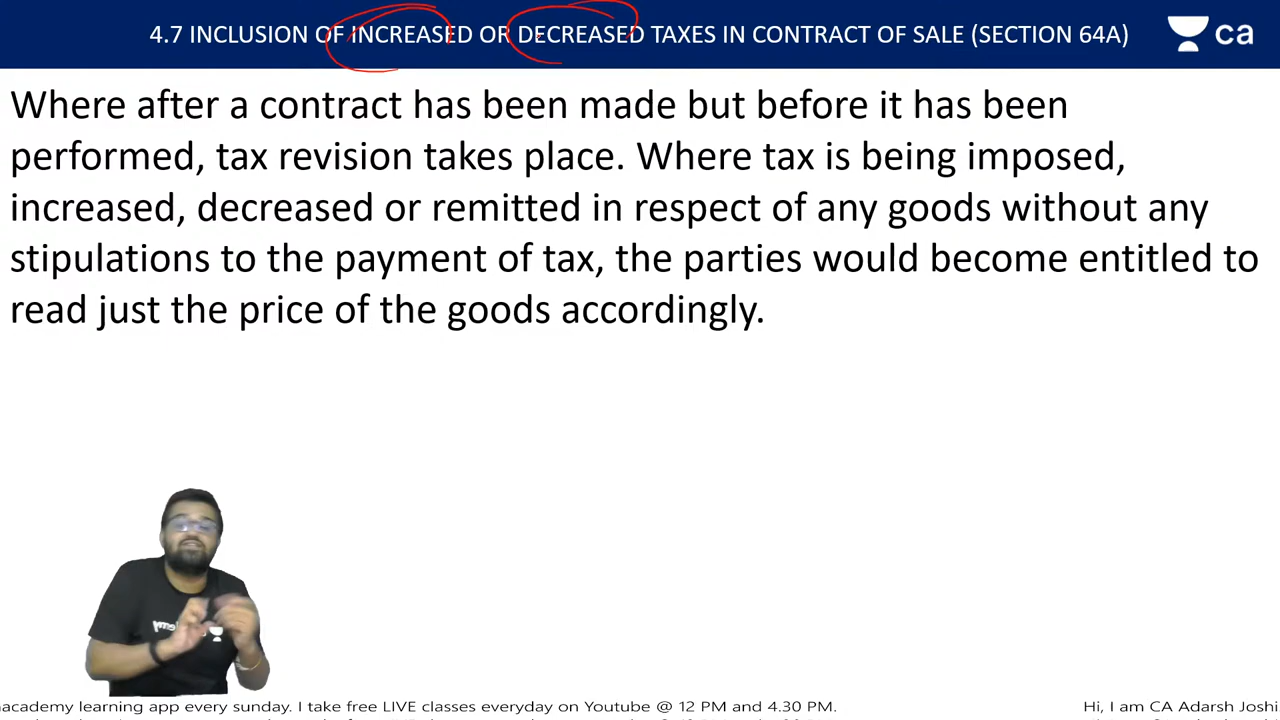 4.7 INCLUSION OF INCREASED OR DECREASED TAXES IN CONTRACT OF SALE (SECTION 64A)
ca
Where after a contract has been made but before it has been
performed, tax revision takes place. Where tax is being imposed,
increased, decreased or remitted in respect of any goods without any
stipulations to the payment of tax, the parties would become entitled to
read just the price of the goods accordingly.
nacademy learning app every sunday. I take free LIVE classes everyday on Youtube @ 12 PM and 4.30 PM.
Hi, I am CA Adarsh Joshi